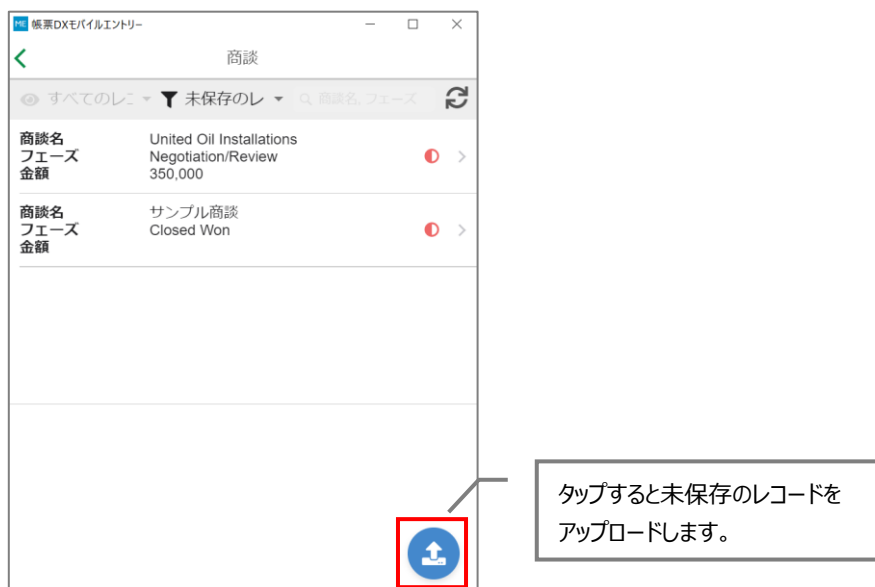 ME 帳票DXモバイルエントリー
商談
すべてのレコ 未保存のレ 商談名, フェーズ
商談名 United Oil Installations
フェーズ Negotiation/Review
金額 350,000
商談名 サンプル商談
フェーズ Closed Won
金額
タップすると未保存のレコードを
アップロードします。